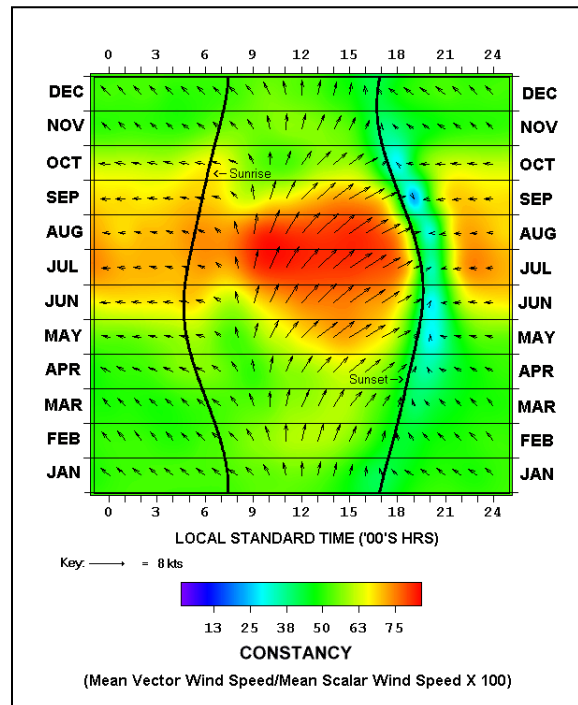 0 3 6 9 12 15 18 21 24
DEC DEC
NOV NOV
OCT OCT
Sunrise
SEP SEP
AUG AUG
JUL JUL
JUN JUN
MAY MAY
APR APR
Sunset
MAR MAR
FEB FEB
JAN JAN
0 3 6 9 12 15 18 21 24
LOCAL STANDARD TIME ('00'S HRS)
Key: = 8 kts
13 25 38 50 63 75
CONSTANCY
(Mean Vector Wind Speed/Mean Scalar Wind Speed X 100)